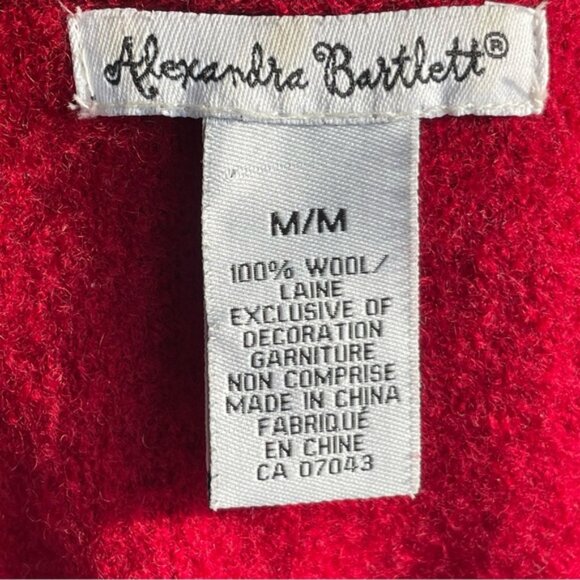 Alexandra Bartlett®
M/M
100% WOOL/
LAINE
EXCLUSIVE OF
DECORATION
GARNITURE
NON COMPRISE
MADE IN CHINA
FABRIQUÉ
EN CHINE
CA 07043